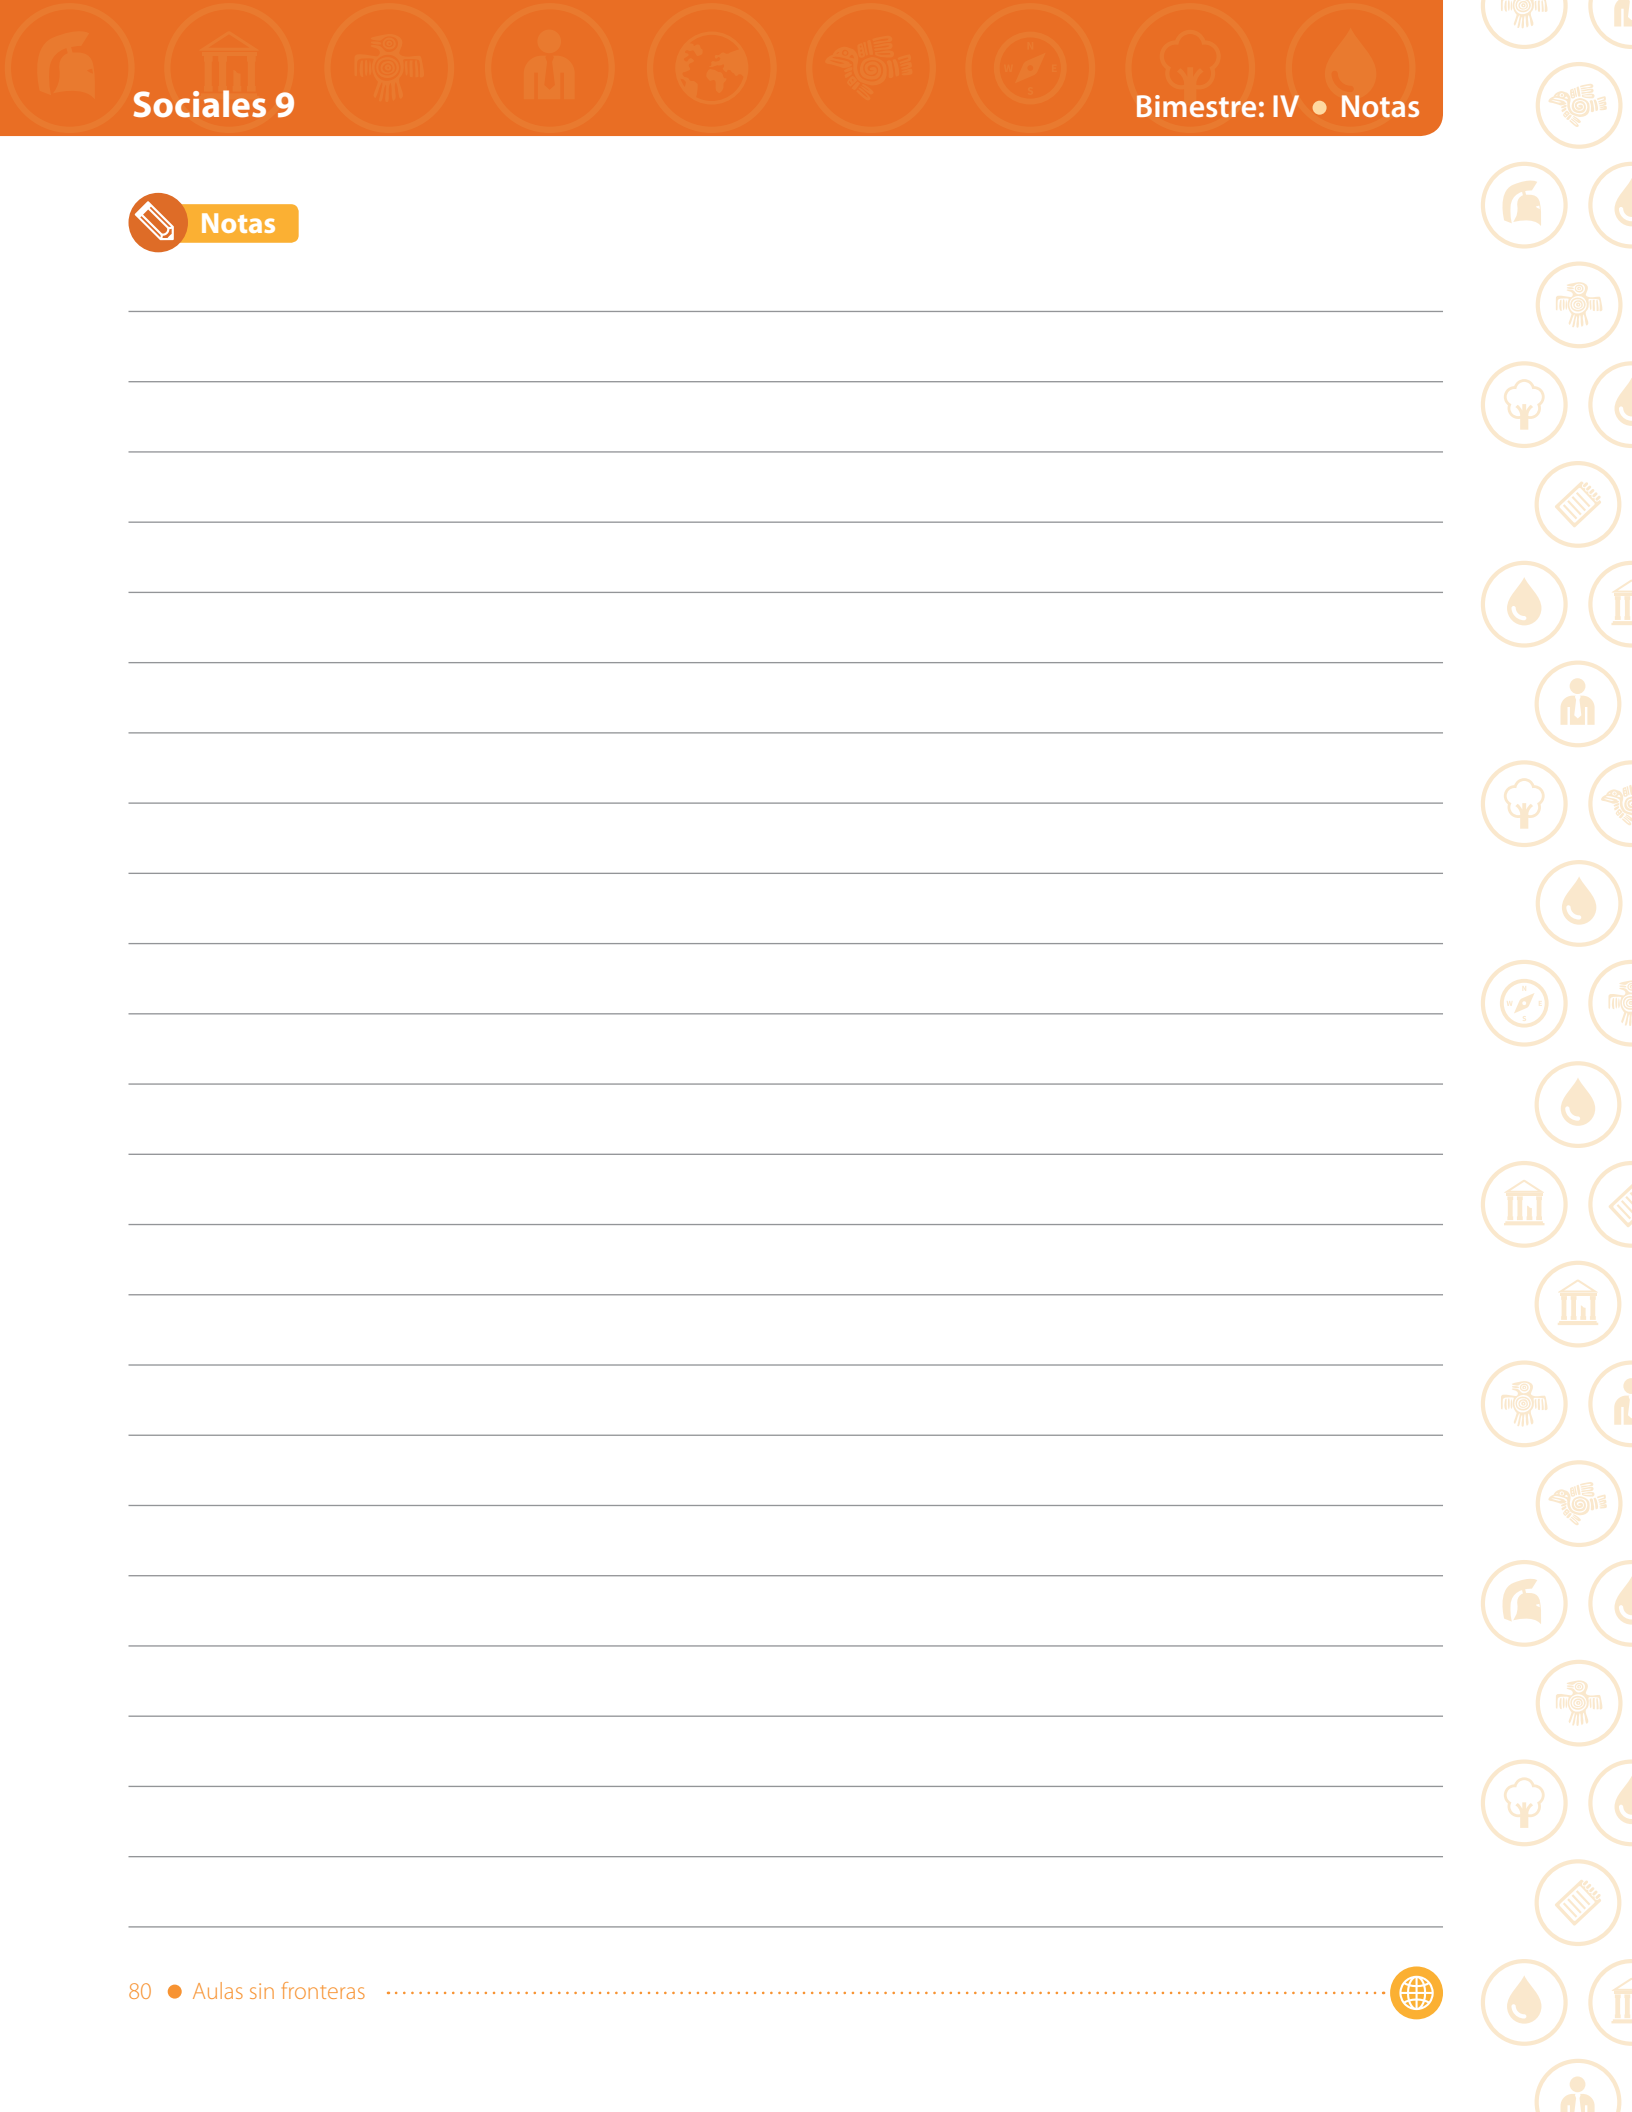 Sociales 9
Bimestre: IV • Notas
Notas
80 • Aulas sin fronteras